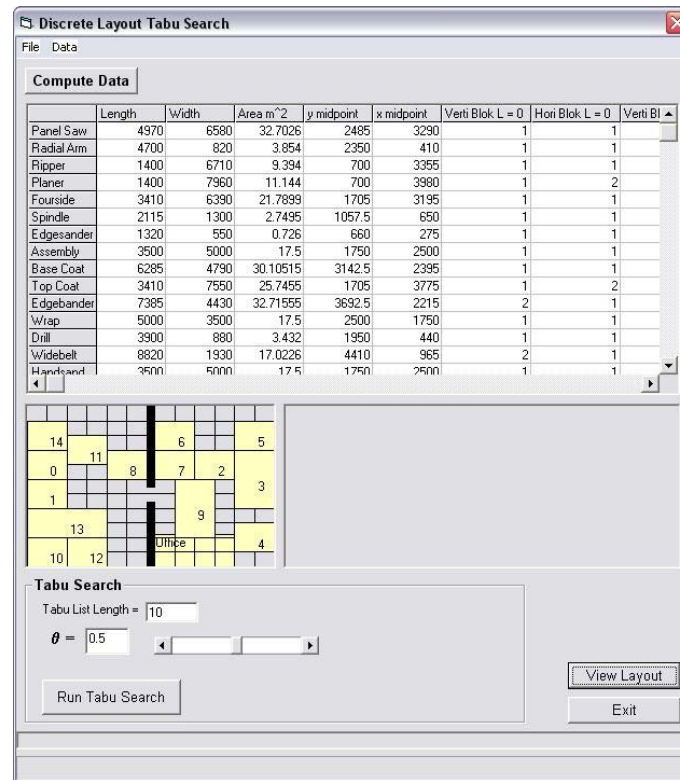 Discrete Layout Tabu Search
File Data
Compute Data
Length Width Area m^2 y midpoint x midpoint Verti Blok L = 0 Hori Blok L = 0 Verti Bl
Panel Saw 4970 6580 32.7026 2485 3290 1 1
Radial Arm 4700 820 3.854 2350 410 1 1
Ripper 1400 6710 9.394 700 3355 1 1
Planer 1400 7960 11.144 700 3980 1 2
Fourside 3410 6390 21.7899 1705 3195 1 1
Spindle 2115 1300 2.7495 1057.5 650 1 1
Edgesander 1320 550 0.726 660 275 1 1
Assembly 3500 5000 17.5 1750 2500 1 1
Base Coat 6285 4790 30.10515 3142.5 2395 1 1
Top Coat 3410 7550 25.7455 1705 3775 1 2
Edgebander 7385 4430 32.71555 3692.5 2215 2 1
Wrap 5000 3500 17.5 2500 1750 1 1
Drill 3900 880 3.432 1950 440 1 1
Widebelt 8820 1930 17.0226 4410 965 2 1
Handsand 3500 5000 17.5 1750 2500 1 1
14 6 5
11
0 8 7 2
3
1
9
13
Office 4
10 12
Tabu Search
Tabu List Length = 10
θ = 0.5
View Layout
Run Tabu Search
Exit